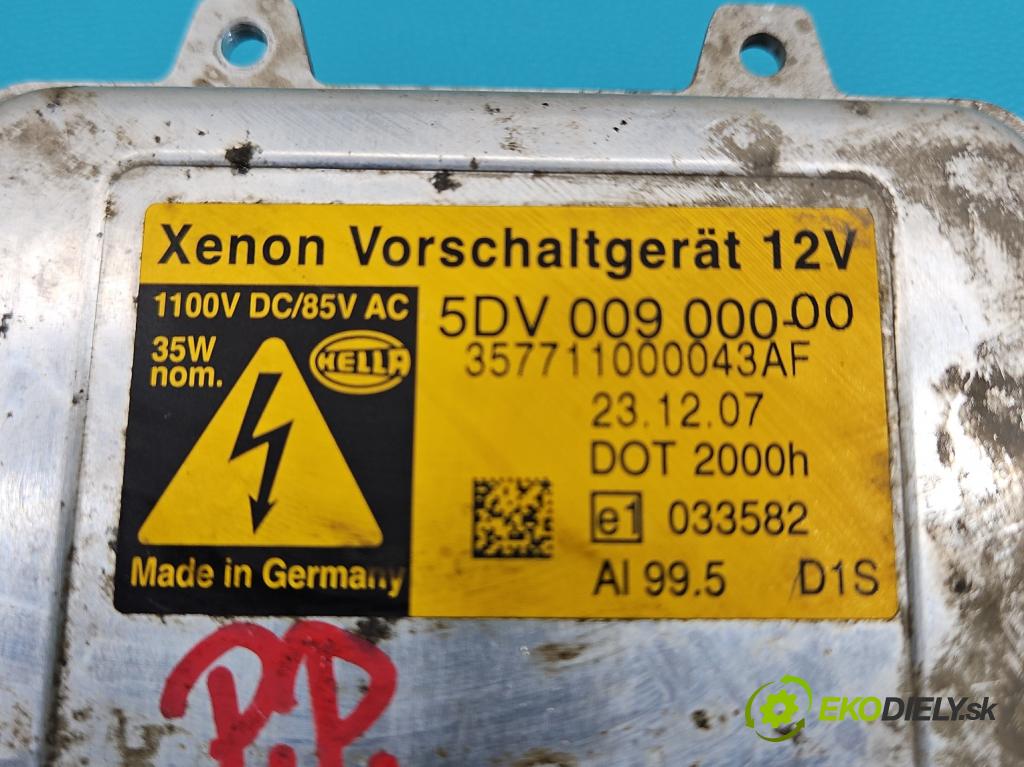 Xenon Vorschaltgerät 12V
1100V DC/85V AC
35W
nom.
HELLA
Made in Germany
5DV 009 000-00
357711000043AF
23.12.07
DOT 2000h
e1 033582
Al 99.5 D1S
P.P.
EKODIELY.sk